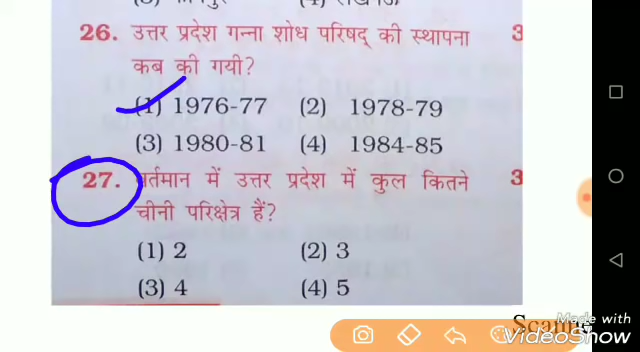 26. उत्तर प्रदेश गन्ना शोध परिषद् की स्थापना
कब की गयी?
(1) 1976-77 (2) 1978-79
(3) 1980-81 (4) 1984-85
27. वर्तमान में उत्तर प्रदेश में कुल कितने
चीनी परिक्षेत्र हैं?
(1) 2 (2) 3
(3) 4 (4) 5
3
3
Made with
VideoShow